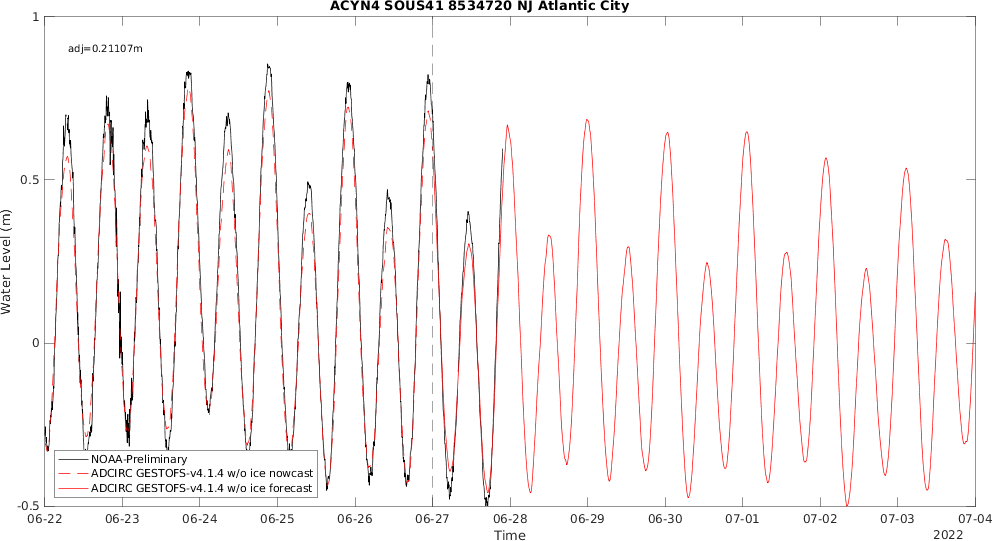 ACYN4 SOUS41 8534720 NJ Atlantic City
adj=0.21107m
1
0.5
0
-0.5
Water Level (m)
NOAA-Preliminary
ADCIRC GESTOFS-v4.1.4 w/o ice nowcast
ADCIRC GESTOFS-v4.1.4 w/o ice forecast
06-22 06-23 06-24 06-25 06-26 06-27 06-28 06-29 06-30 07-01 07-02 07-03 07-04
Time
2022